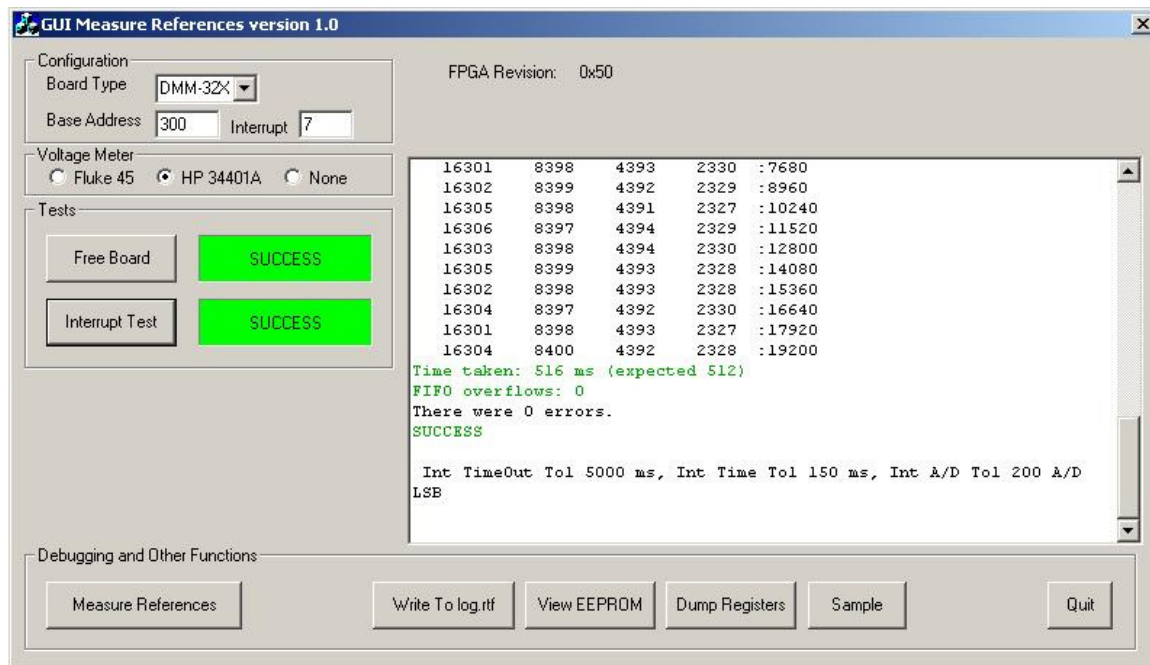 GUI Measure References version 1.0
Configuration
Board Type DMM-32X
Base Address 300 Interrupt 7
FPGA Revision: 0x50
Voltage Meter
Fluke 45 HP 34401A None
Tests
Free Board SUCCESS
Interrupt Test SUCCESS
16301 8398 4393 2330 :7680
16302 8399 4392 2329 :8960
16305 8398 4391 2327 :10240
16306 8397 4394 2329 :11520
16303 8398 4394 2330 :12800
16305 8399 4393 2328 :14080
16302 8398 4393 2328 :15360
16304 8397 4392 2330 :16640
16301 8398 4393 2327 :17920
16304 8400 4392 2328 :19200
Time taken: 516 ms (expected 512)
FIFO overflows: 0
There were 0 errors.
SUCCESS
Int TimeOut Tol 5000 ms, Int Time Tol 150 ms, Int A/D Tol 200 A/D
LSB
Debugging and Other Functions
Measure References Write To log.rtf View EEPROM Dump Registers Sample Quit